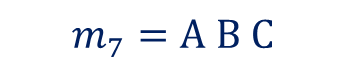 m₇ = A B C